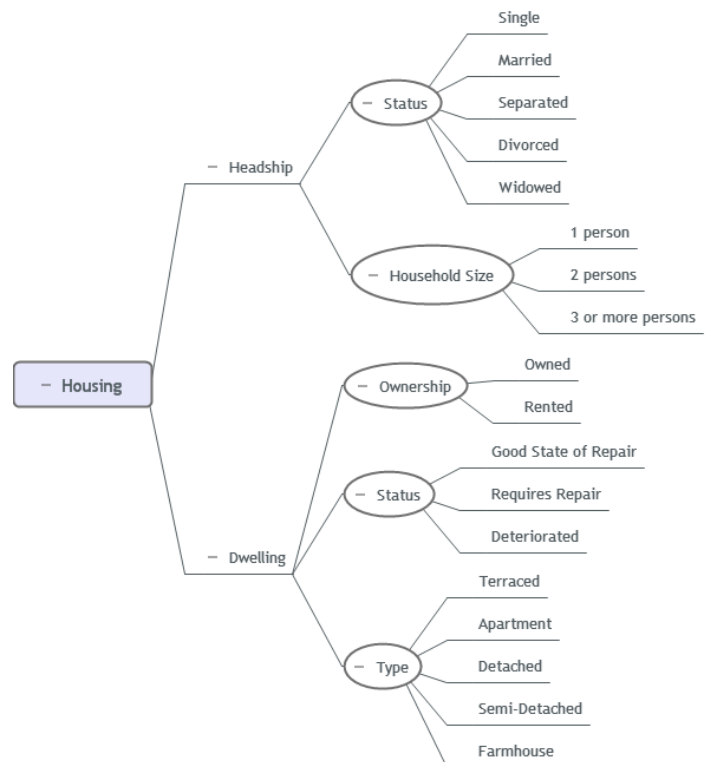 Single
Married
Status
Separated
Divorced
Headship
Widowed
1 person
Household Size
2 persons
3 or more persons
Housing
Owned
Ownership
Rented
Good State of Repair
Status
Requires Repair
Deteriorated
Dwelling
Terraced
Apartment
Type
Detached
Semi-Detached
Farmhouse